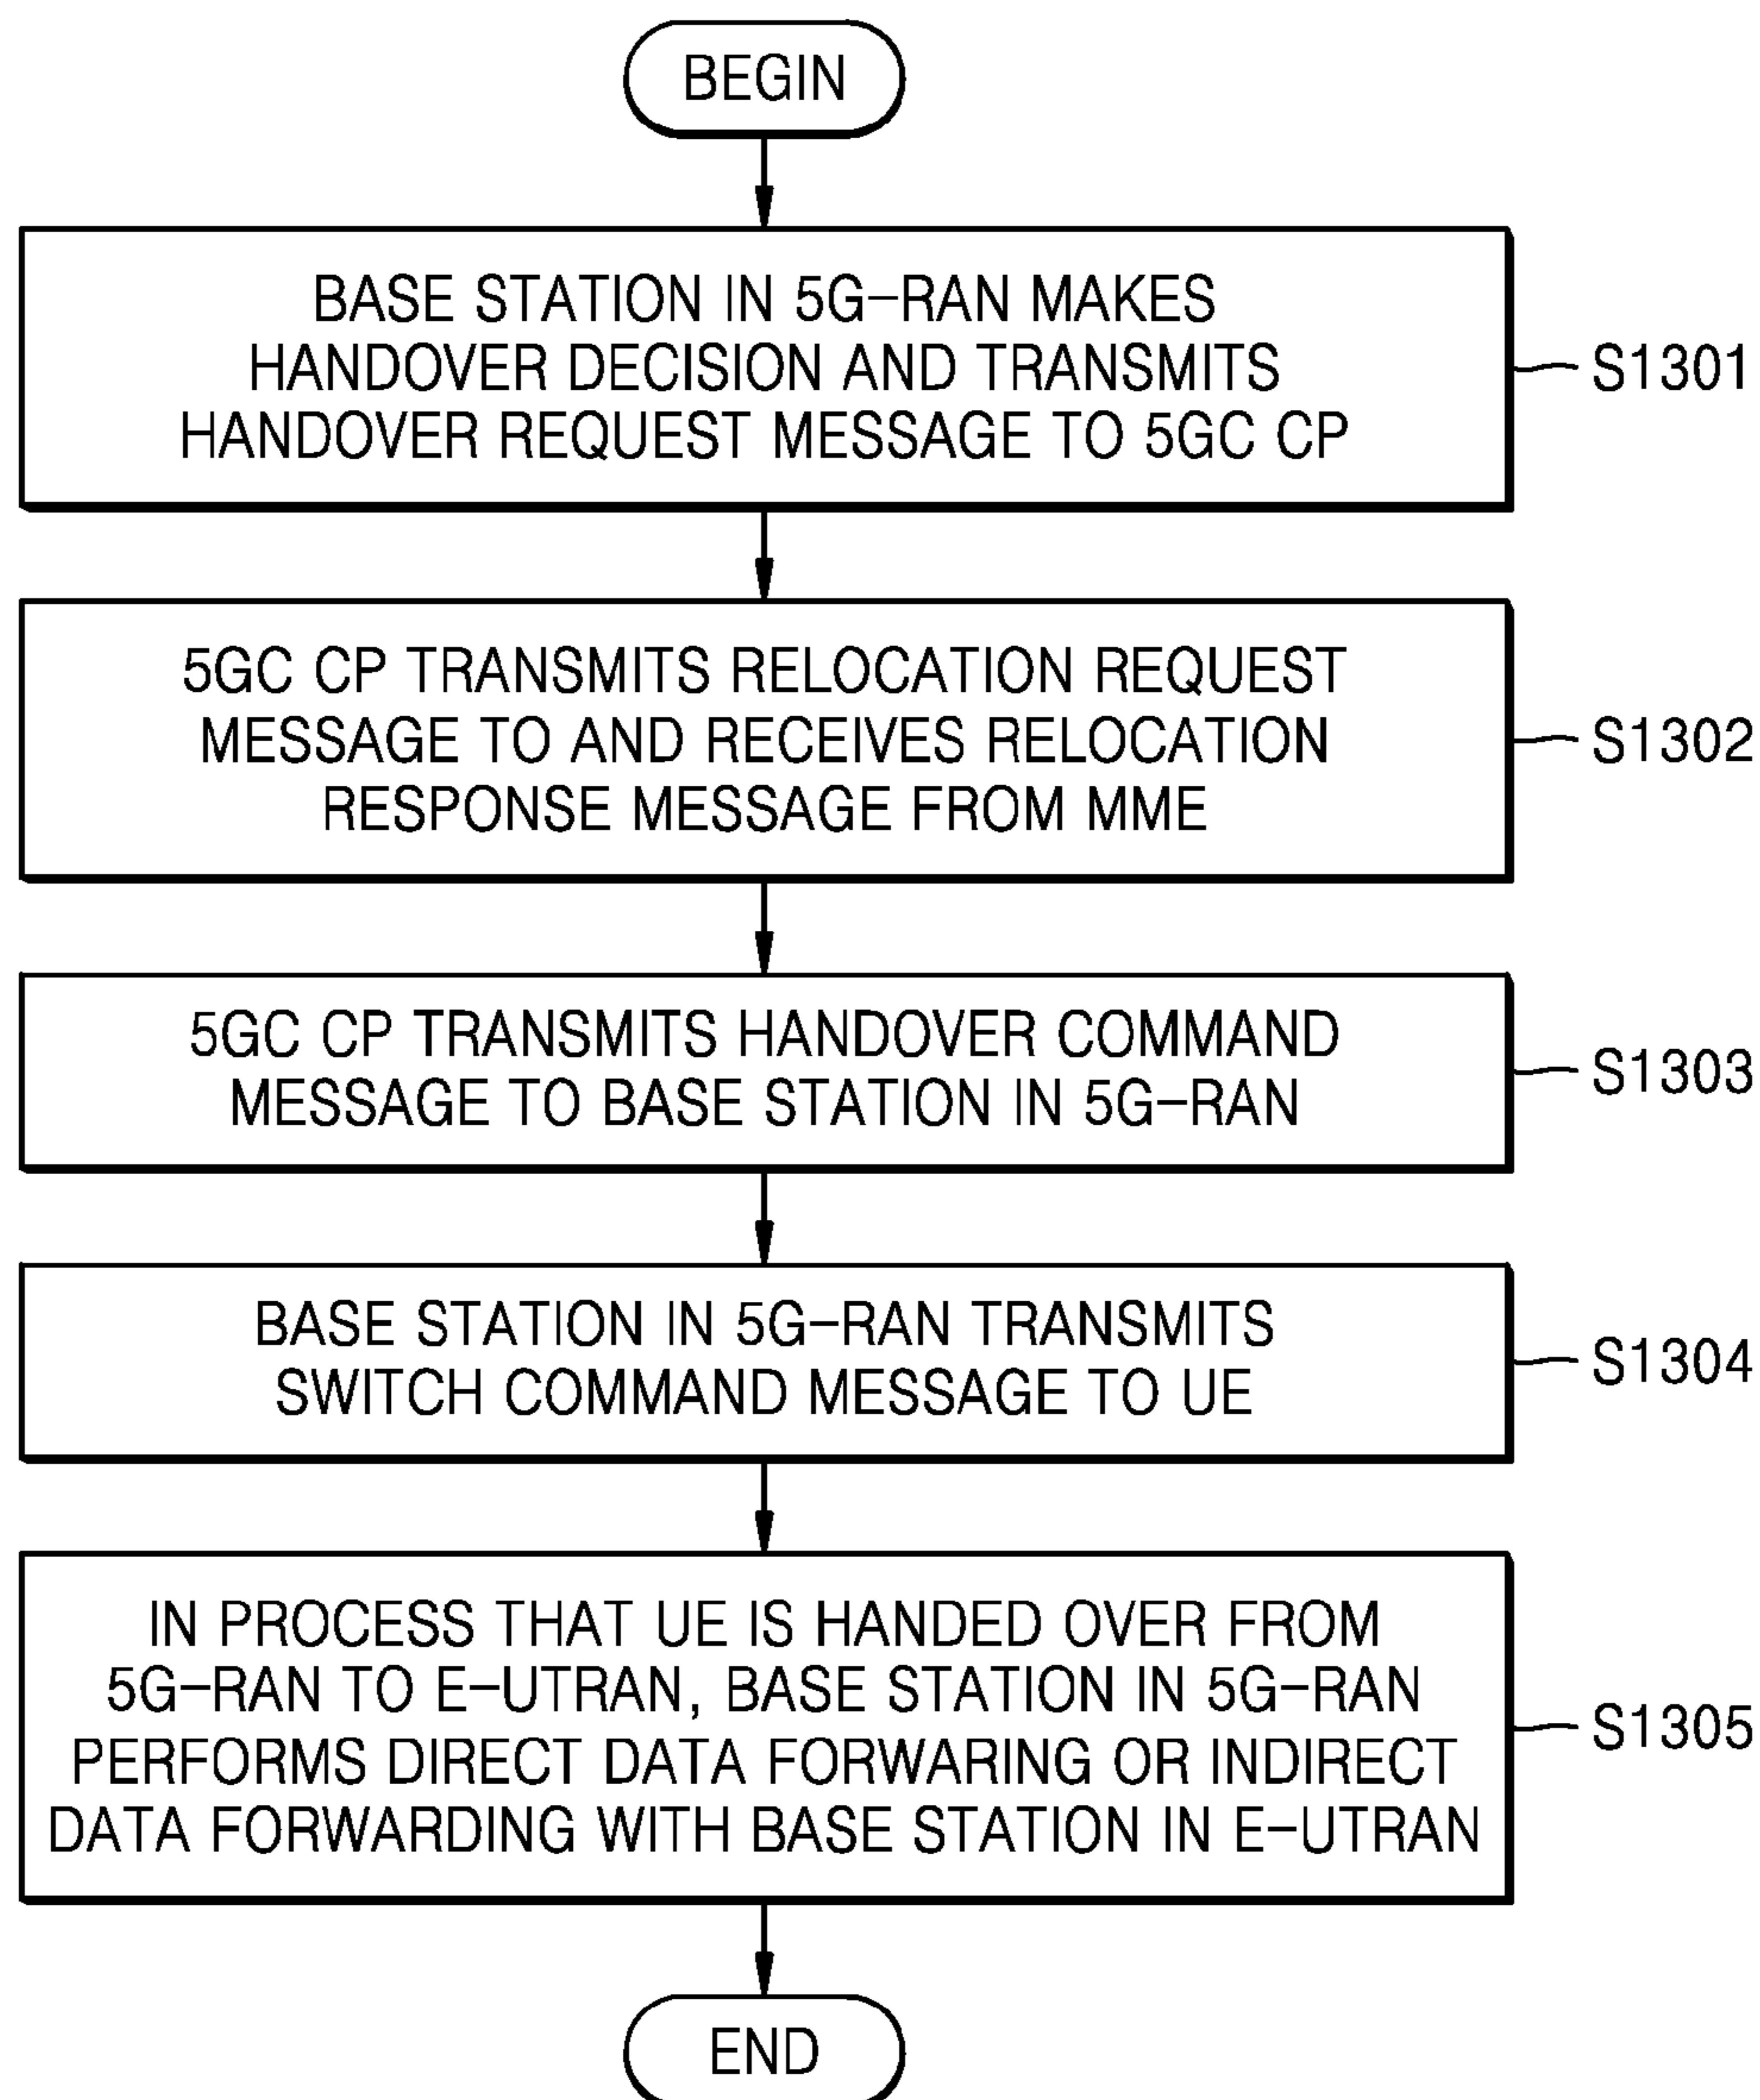 BEGIN
BASE STATION IN 5G-RAN MAKES
HANDOVER DECISION AND TRANSMITS
HANDOVER REQUEST MESSAGE TO 5GC CP
S1301
5GC CP TRANSMITS RELOCATION REQUEST
MESSAGE TO AND RECEIVES RELOCATION
RESPONSE MESSAGE FROM MME
S1302
5GC CP TRANSMITS HANDOVER COMMAND
MESSAGE TO BASE STATION IN 5G-RAN
S1303
BASE STATION IN 5G-RAN TRANSMITS
SWITCH COMMAND MESSAGE TO UE
S1304
IN PROCESS THAT UE IS HANDED OVER FROM
5G-RAN TO E-UTRAN, BASE STATION IN 5G-RAN
PERFORMS DIRECT DATA FORWARING OR INDIRECT
DATA FORWARDING WITH BASE STATION IN E-UTRAN
S1305
END